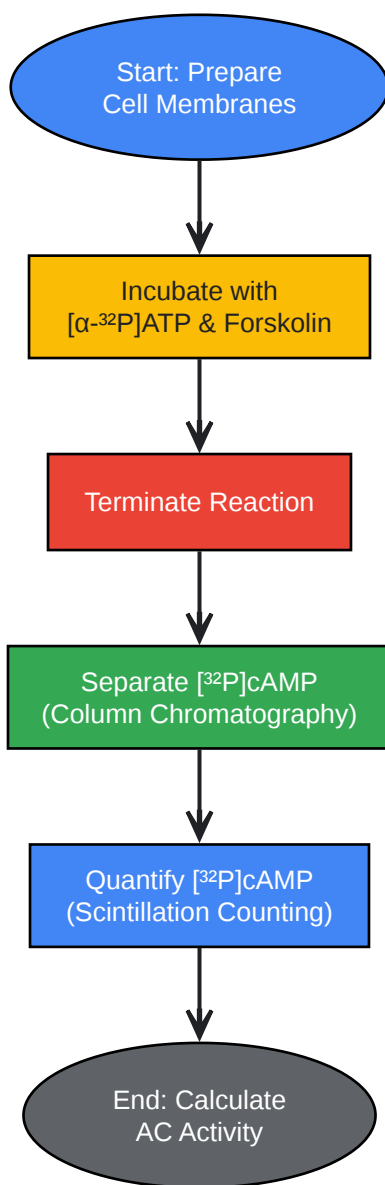 Start: Prepare
Cell Membranes
Incubate with
[α-³²P]ATP & Forskolin
Terminate Reaction
Separate [³²P]cAMP
(Column Chromatography)
Quantify [³²P]cAMP
(Scintillation Counting)
End: Calculate
AC Activity